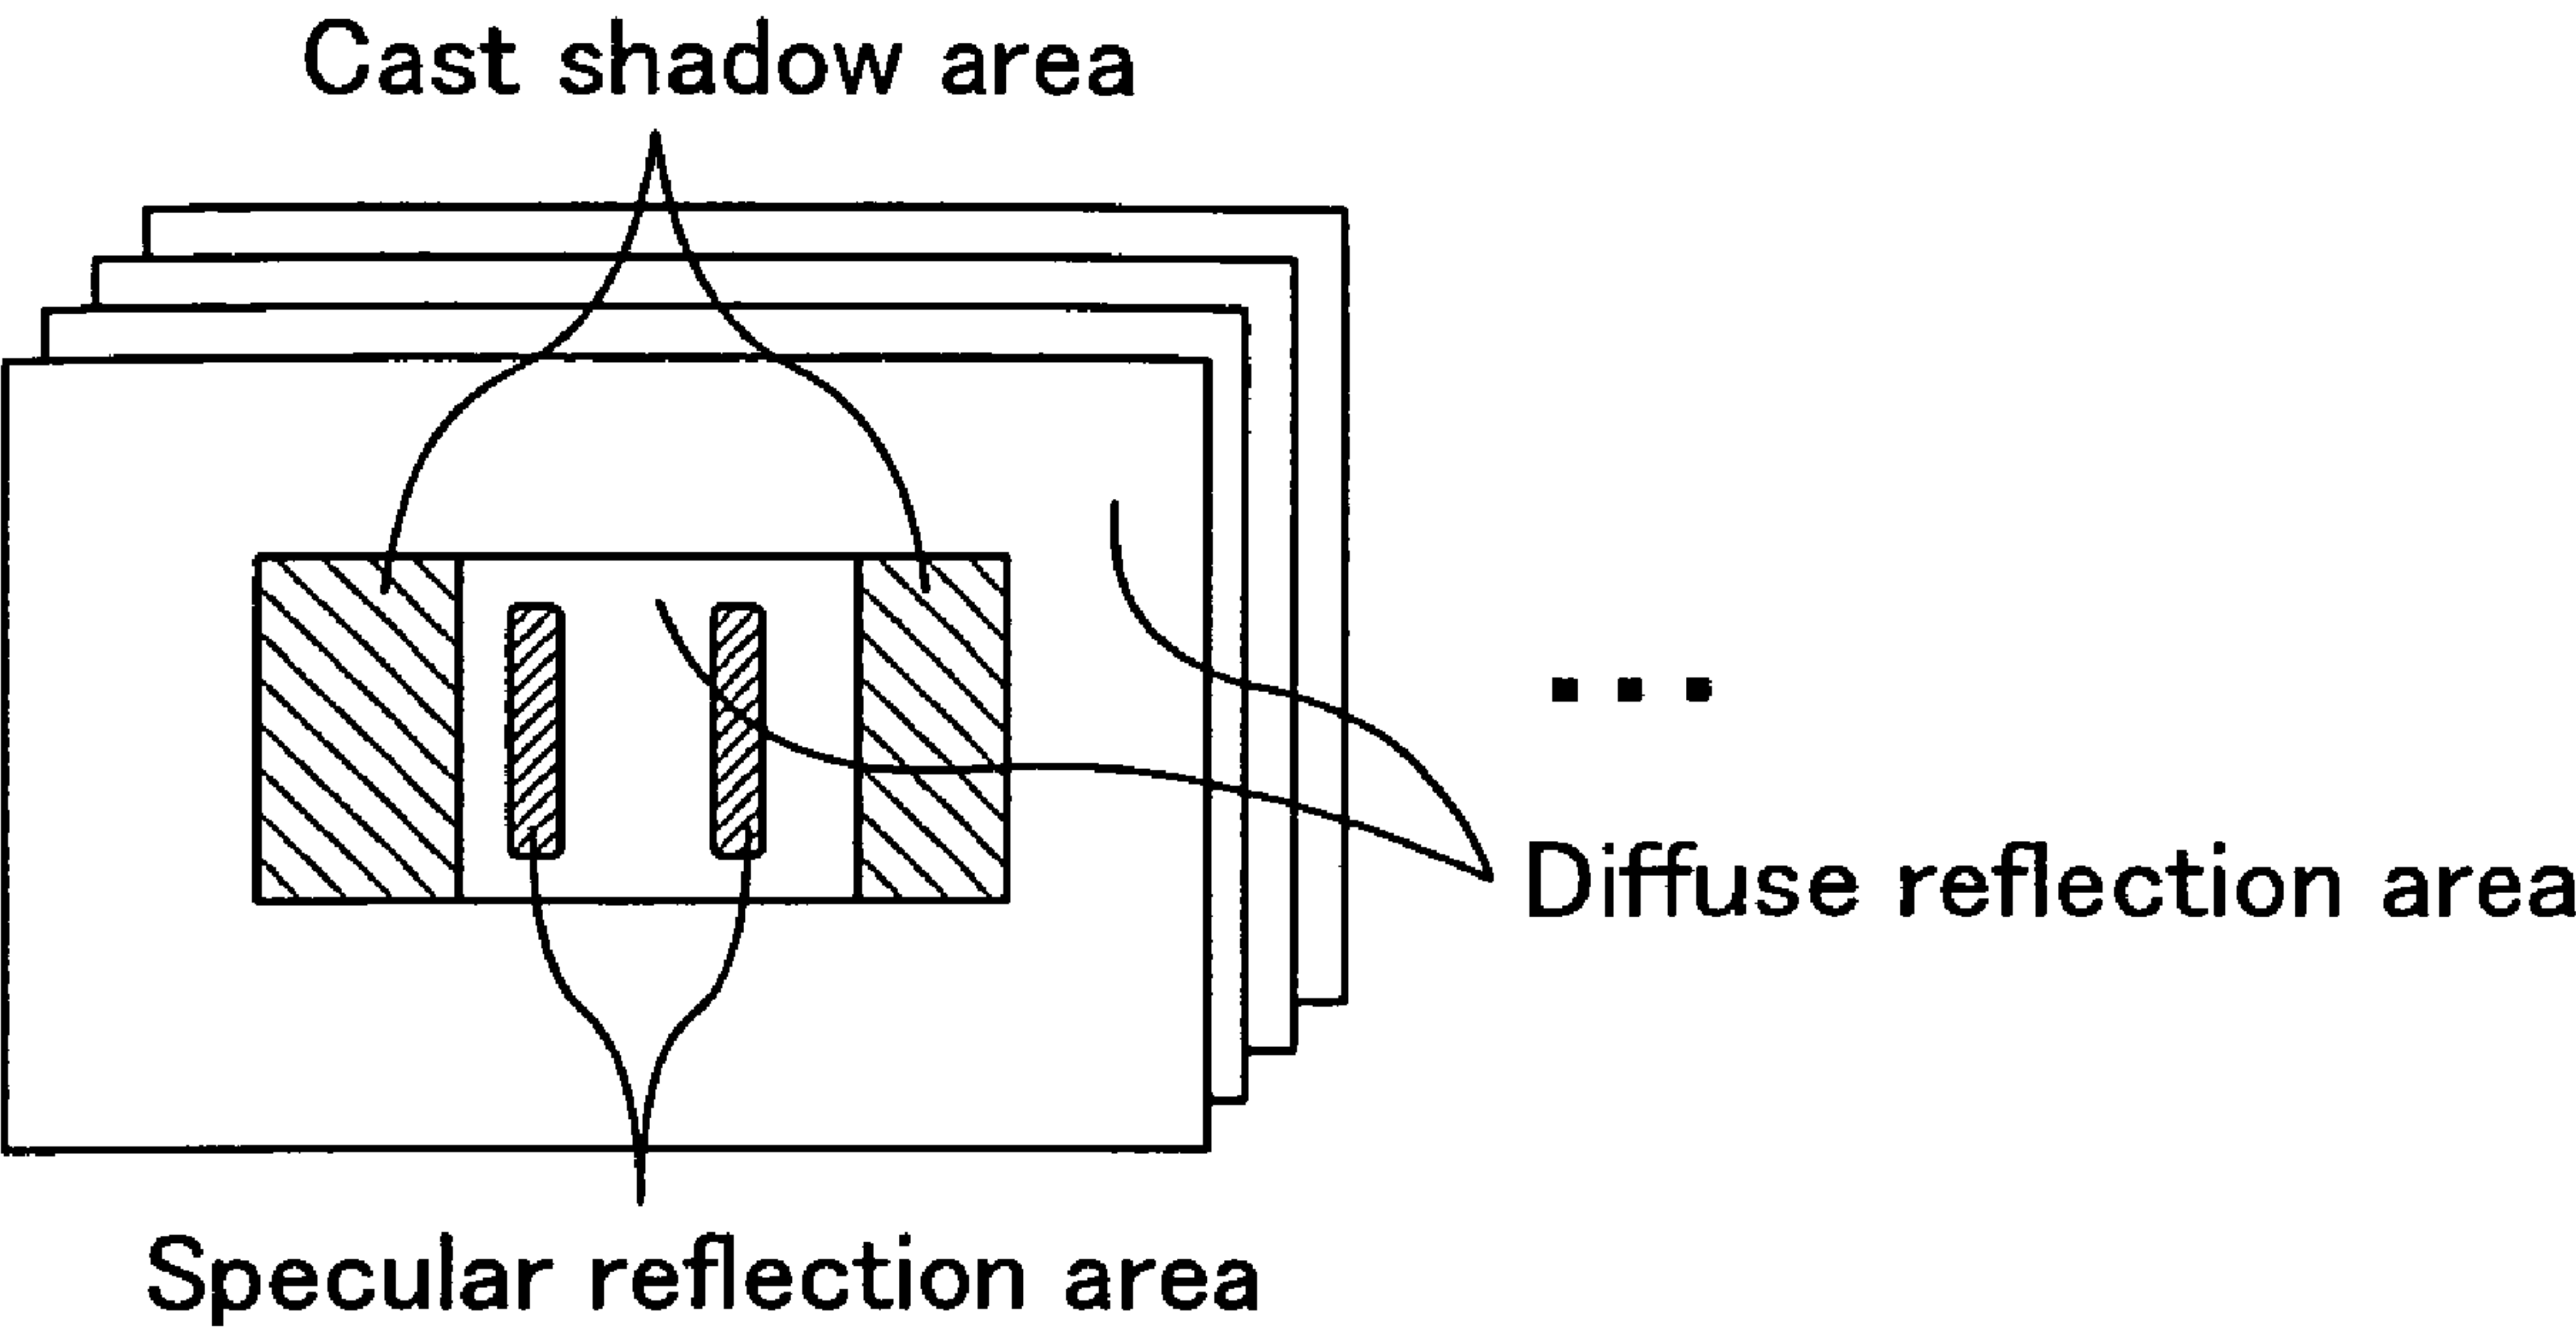 Cast shadow area
Diffuse reflection area
Specular reflection area